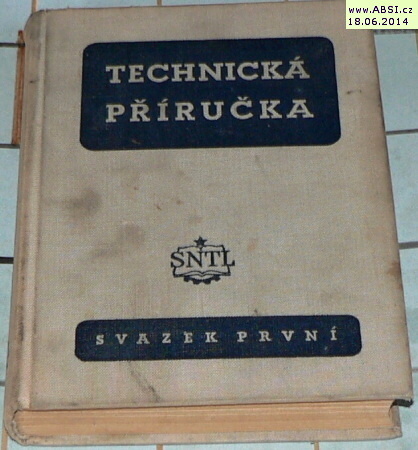 www.ABSI.cz
18.06.2014
TECHNICKÁ
PŘÍRUČKA
SNTL
SVAZEK PRVNÍ